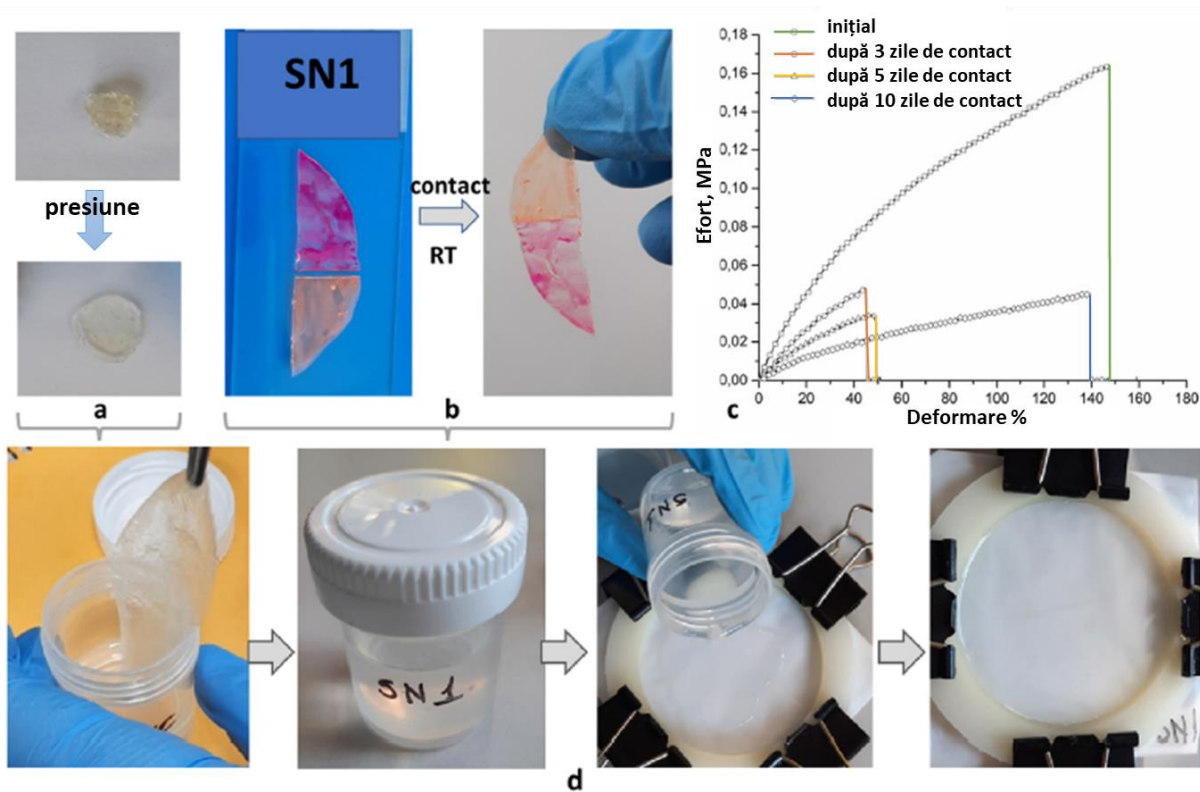 presiune
a
SN1
contact
RT
b
inițial
după 3 zile de contact
după 5 zile de contact
după 10 zile de contact
Efort, MPa
0,18
0,16
0,14
0,12
0,10
0,08
0,06
0,04
0,02
0,00
0 20 40 60 80 100 120 140 160 180
Deformare %
c
SN1
SN1
d